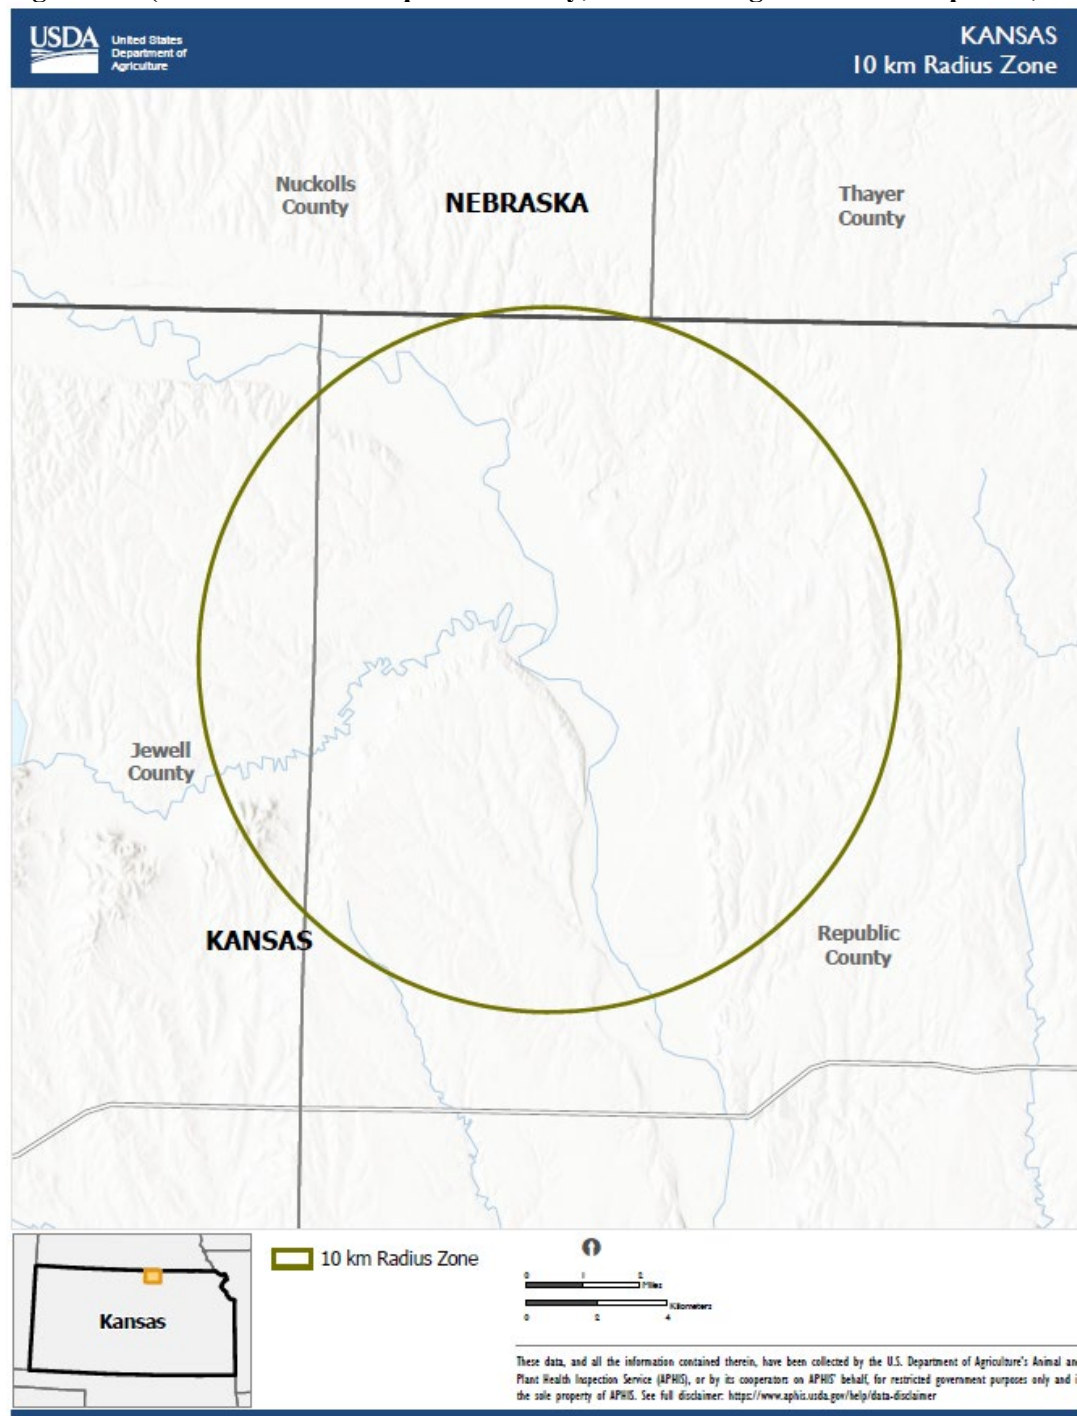 USDA
United States
Department of
Agriculture
KANSAS
10 km Radius Zone
Nuckolls
County
NEBRASKA
Thayer
County
Jewell
County
KANSAS
Republic
County
Kansas
10 km Radius Zone
0 1 2
Miles
Kilometers
0 2 4
These data, and all the information contained therein, have been collected by the U.S. Department of Agriculture's Animal an
Plant Health Inspection Service (APHIS), or by its cooperators on APHIS' behalf, for restricted government purposes only and i
the sole property of APHIS. See full disclaimer: https://www.aphis.usda.gov/help/data-disclaimer